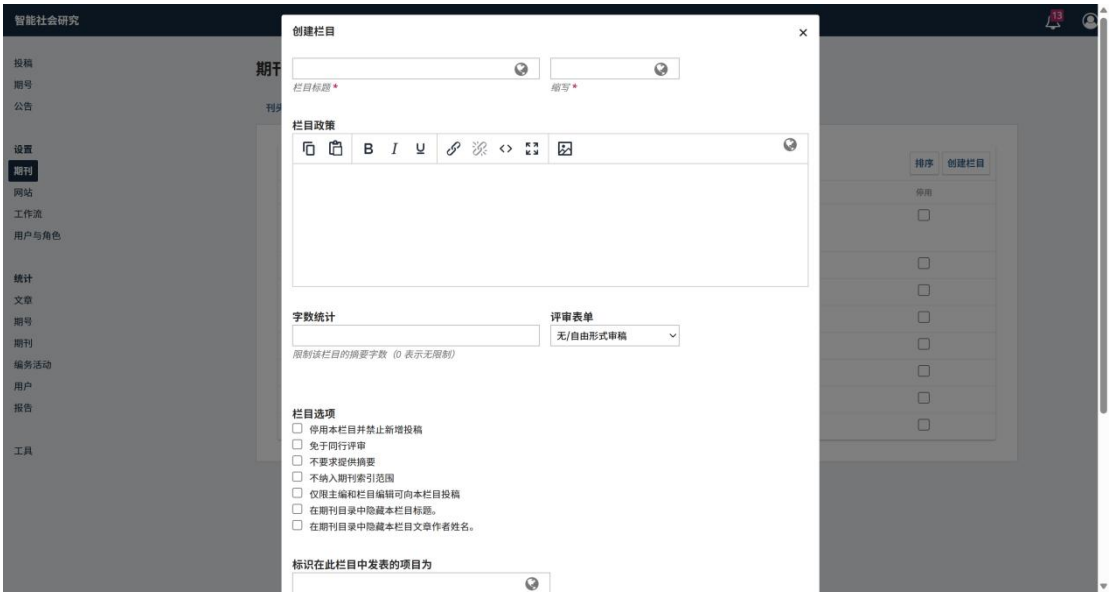 智能社会研究
13
投稿
期号
公告
设置
期刊
网站
工作流
用户与角色
统计
文章
期号
期刊
编务活动
用户
报告
工具
期刊
刊头
排序
创建栏目
停用
创建栏目
×
栏目标题 *
缩写 *
栏目政策
B I U
字数统计
限制该栏目的摘要字数（0 表示无限制）
评审表单
无/自由形式审稿
栏目选项
停用本栏目并禁止新增投稿
免于同行评审
不要求提供摘要
不纳入期刊索引范围
仅限主编和栏目编辑可向本栏目投稿
在期刊目录中隐藏本栏目标题。
在期刊目录中隐藏本栏目文章作者姓名。
标识在此栏目中发表的项目为